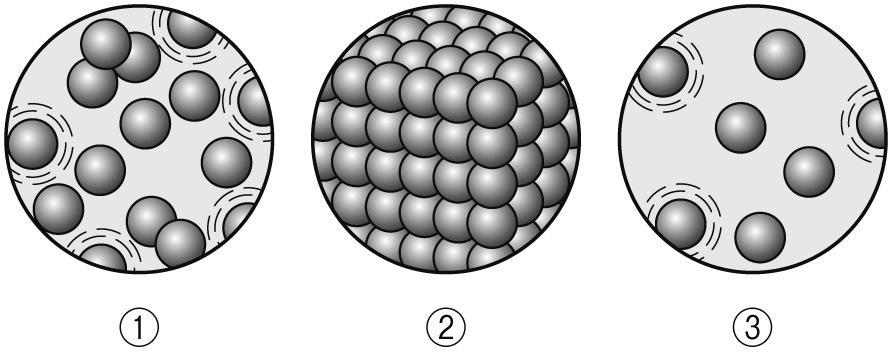 ① ② ③